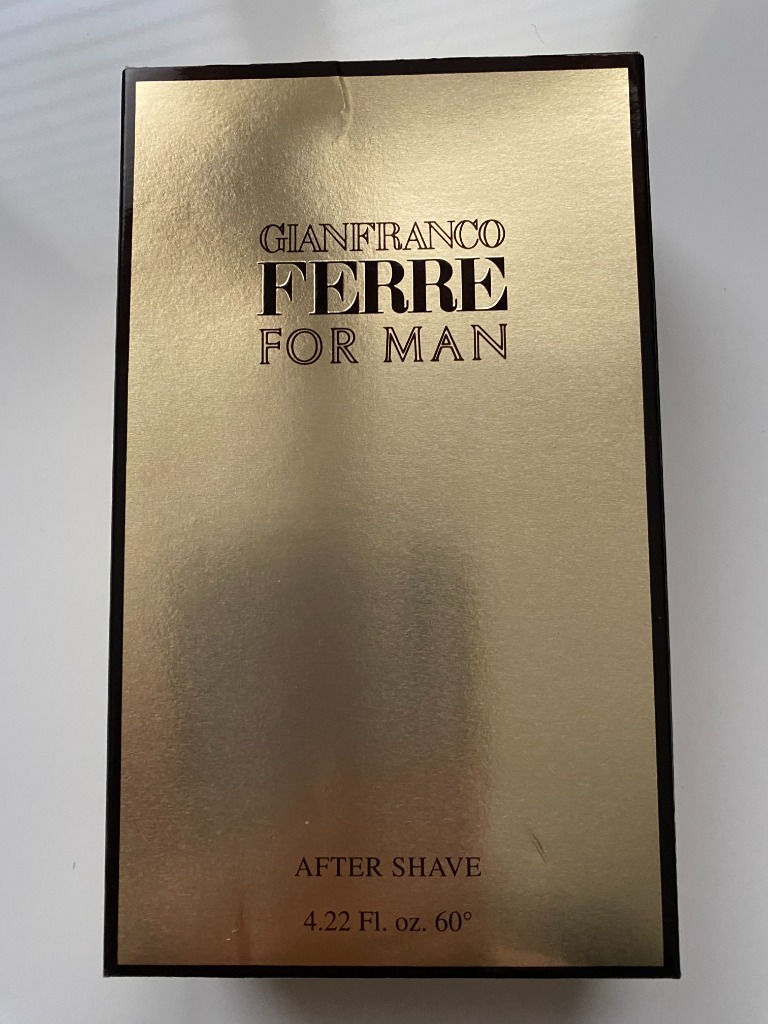 GIANFRANCO
FERRE
FOR MAN
AFTER SHAVE
4.22 Fl. oz. 60°